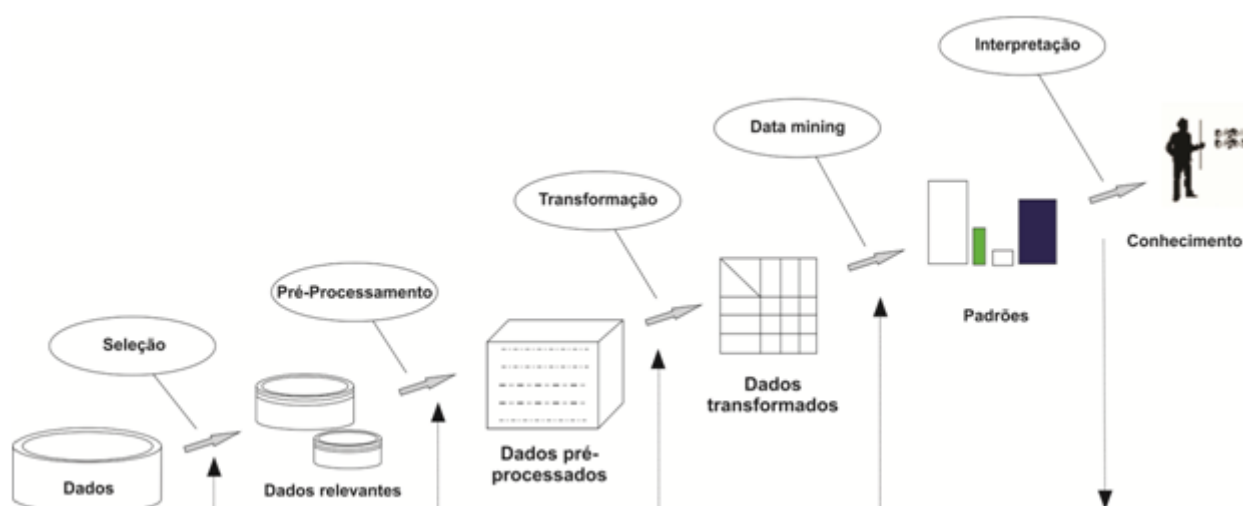 Interpretação
Data mining
Transformação
Pré-Processamento
Seleção
Dados
Dados relevantes
Dados pré-
processados
Dados
transformados
Padrões
Conhecimento